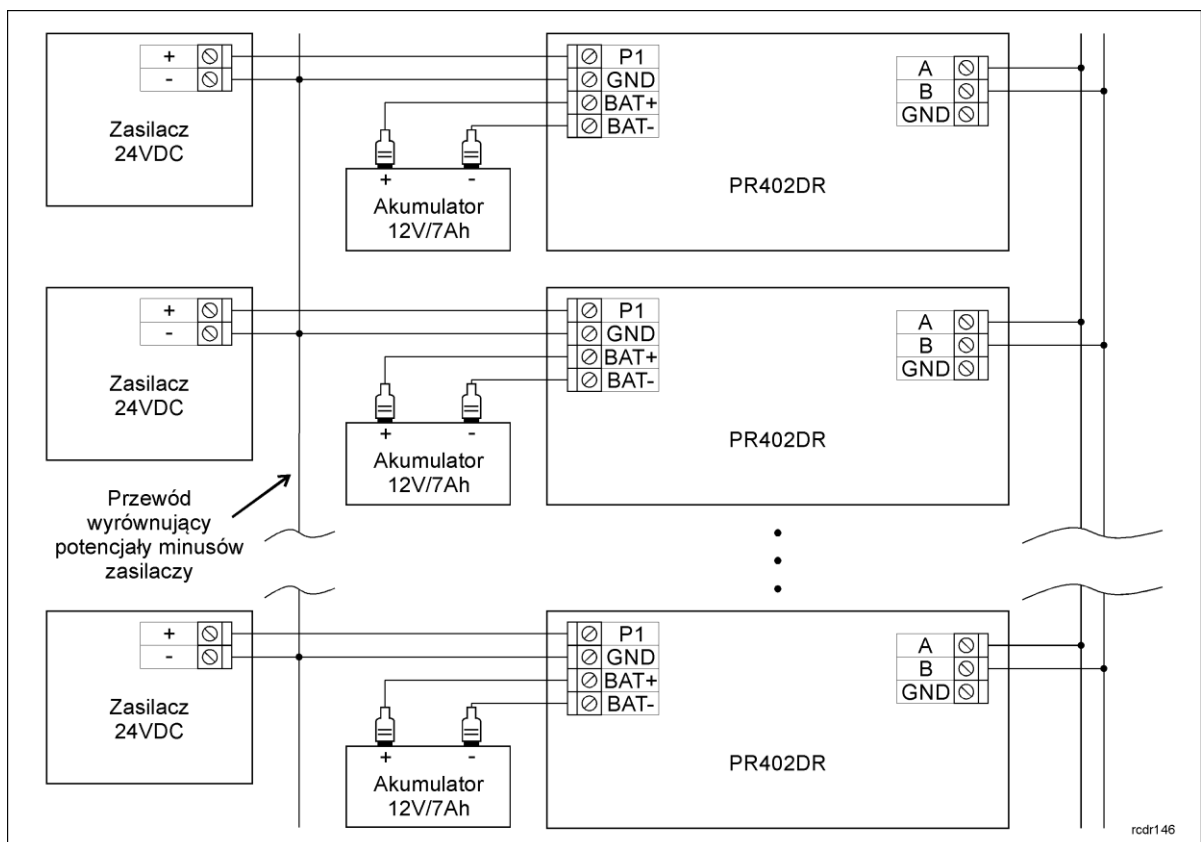 +
-
Zasilacz
24VDC
P1
GND
BAT+
BAT-
+ -
Akumulator
12V/7Ah
PR402DR
A
B
GND
+
-
Zasilacz
24VDC
P1
GND
BAT+
BAT-
+ -
Akumulator
12V/7Ah
PR402DR
A
B
GND
Przewód
wyrównujący
potencjały minusów
zasilaczy
+
-
Zasilacz
24VDC
P1
GND
BAT+
BAT-
+ -
Akumulator
12V/7Ah
PR402DR
A
B
GND
rcdr146